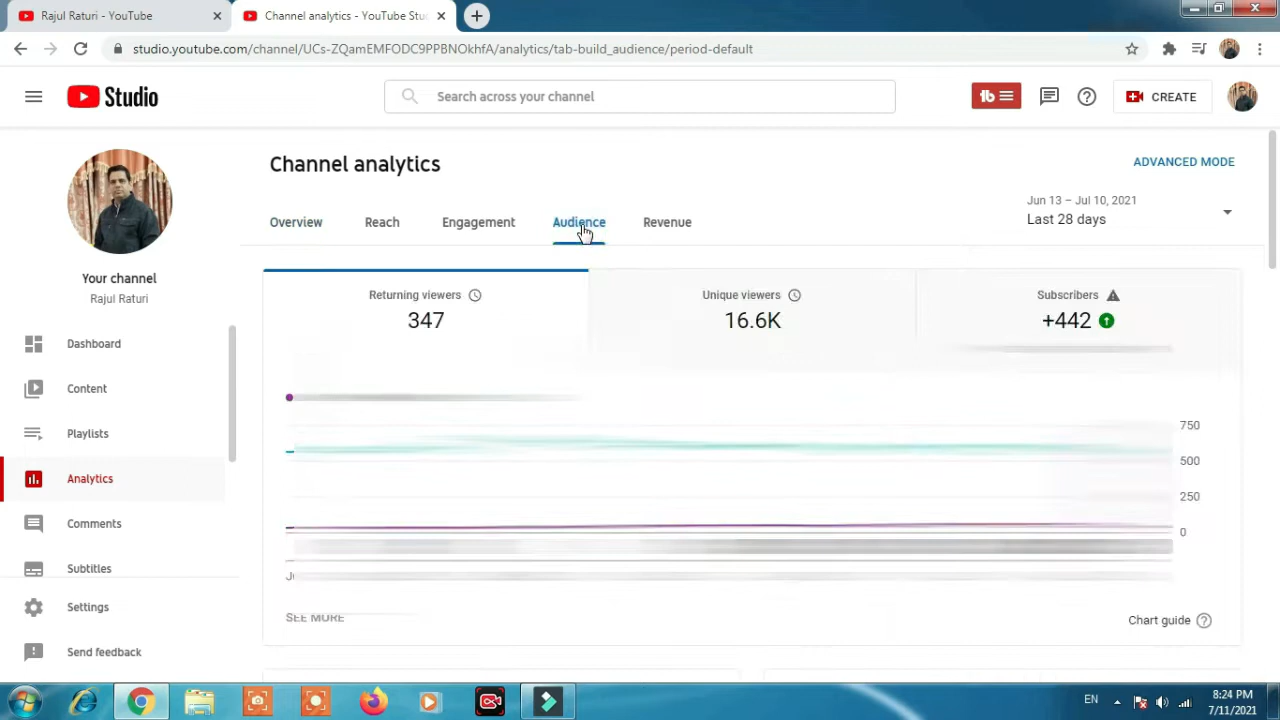 Rajul Raturi - YouTube
Channel analytics - YouTube Stu
studio.youtube.com/channel/UCs-ZQamEMFODC9PPBNOkhfA/analytics/tab-build_audience/period-default
Studio
Search across your channel
tb
CREATE
Channel analytics
ADVANCED MODE
Jun 13 – Jul 10, 2021
Last 28 days
Overview
Reach
Engagement
Audience
Revenue
Your channel
Rajul Raturi
Dashboard
Content
Playlists
Analytics
Comments
Subtitles
Settings
Send feedback
Returning viewers
347
Unique viewers
16.6K
Subscribers
+442
750
500
250
0
SEE MORE
Chart guide
EN
8:24 PM
7/11/2021